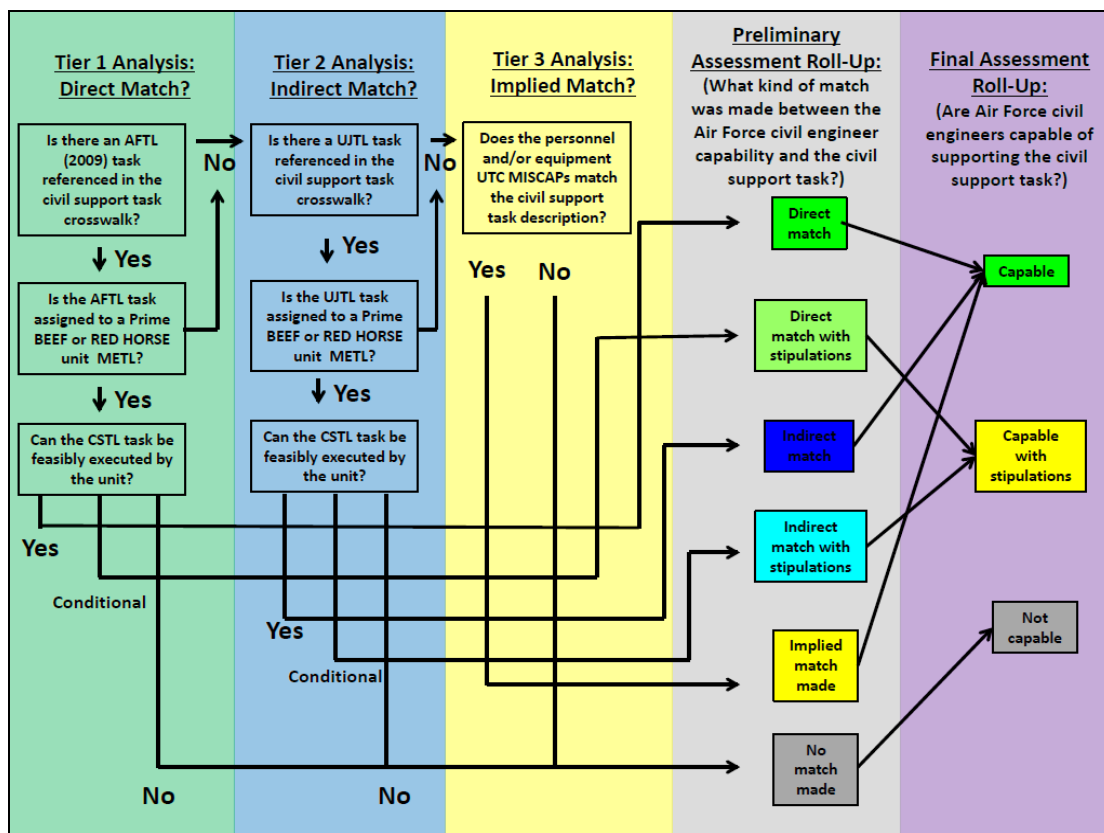 Tier 1 Analysis:
Direct Match?
Is there an AFTL
(2009) task
referenced in the
civil support task
crosswalk?
No
Yes
Is the AFTL task
assigned to a Prime
BEEF or RED HORSE
unit METL?
Yes
Can the CSTL task be
feasibly executed by
the unit?
Yes
Conditional
No
Tier 2 Analysis:
Indirect Match?
Is there a UJTL task
referenced in the
civil support task
crosswalk?
No
Yes
Is the UJTL task
assigned to a Prime
BEEF or RED HORSE
unit METL?
Yes
Can the CSTL task be
feasibly executed by
the unit?
Yes
Conditional
No
Tier 3 Analysis:
Implied Match?
Does the personnel
and/or equipment
UTC MISCAPs match
the civil support
task description?
Yes
No
Preliminary
Assessment Roll-Up:
(What kind of match
was made between the
Air Force civil engineer
capability and the civil
support task?)
Direct
match
Direct
match with
stipulations
Indirect
match
Indirect
match with
stipulations
Implied
match
made
No
match
made
Final Assessment
Roll-Up:
(Are Air Force civil
engineers capable of
supporting the civil
support task?)
Capable
Capable
with
stipulations
Not
capable